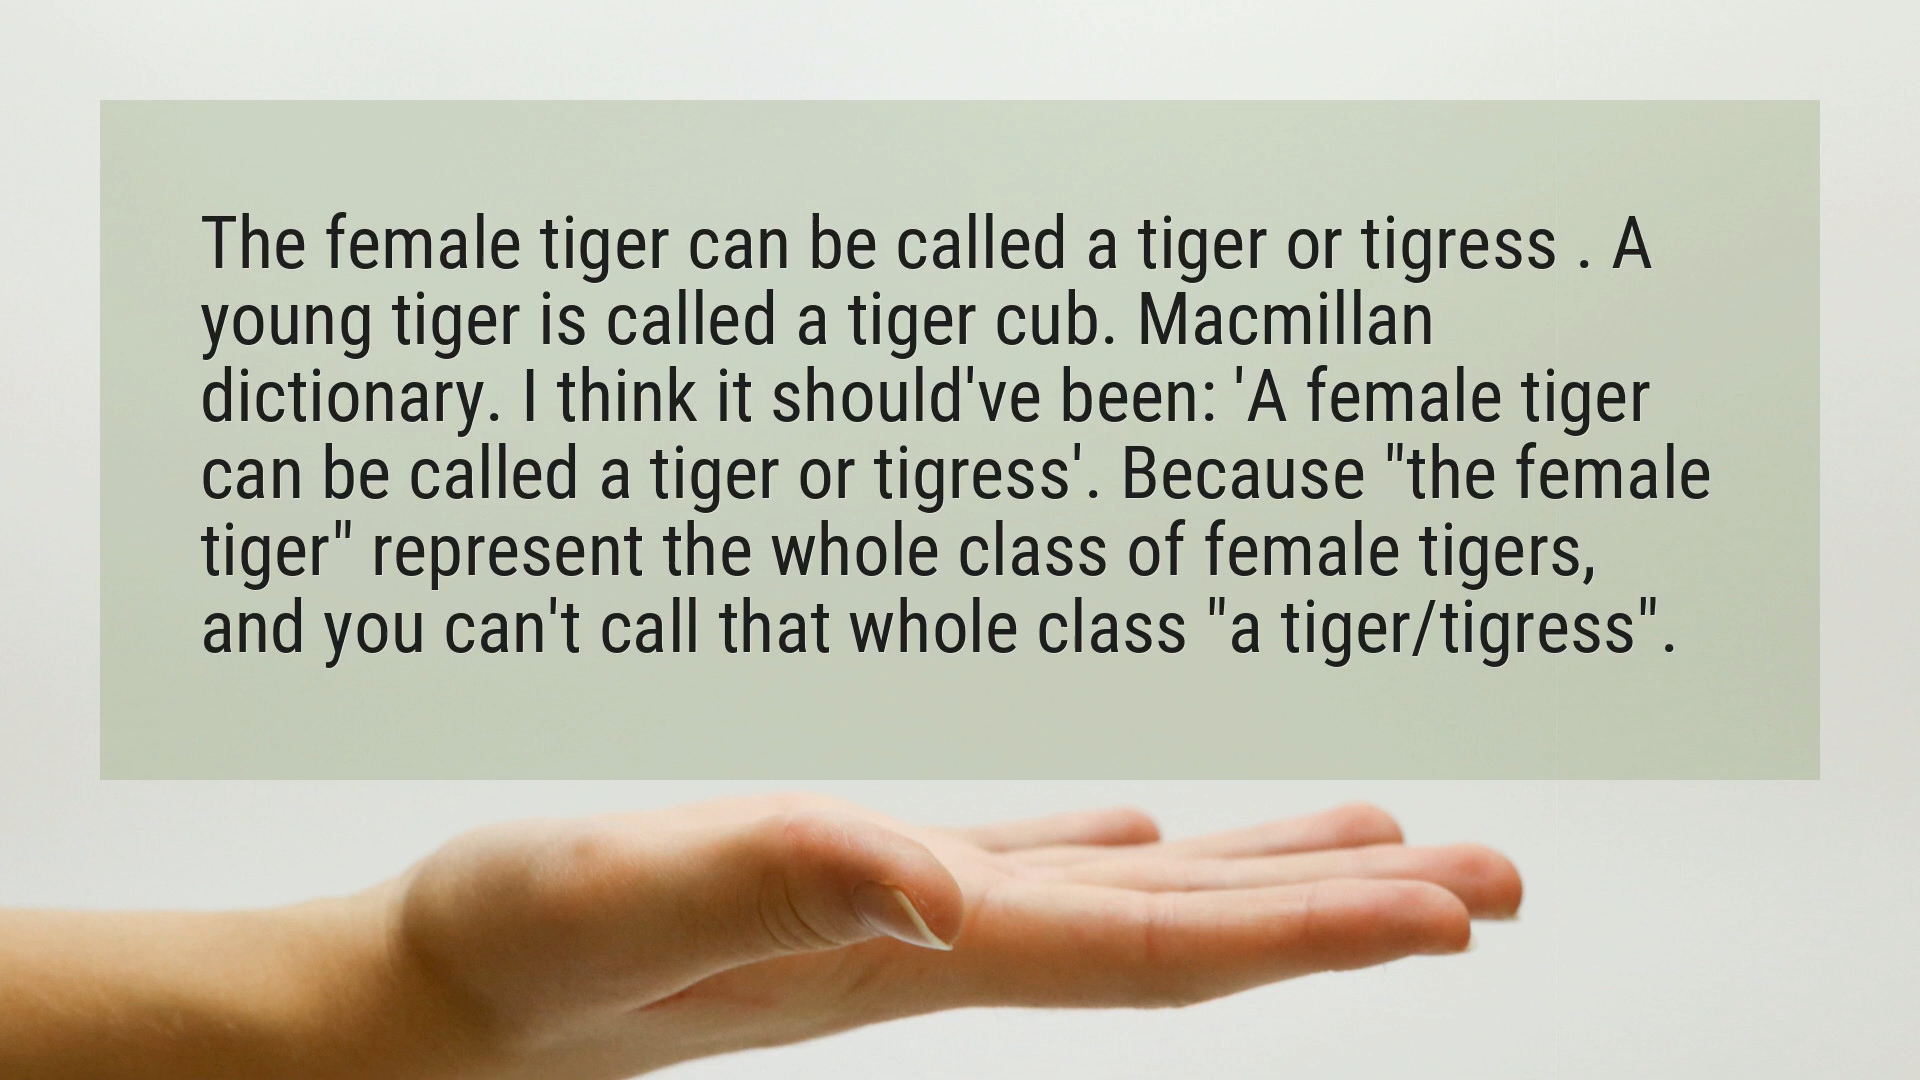 The female tiger can be called a tiger or tigress . A
young tiger is called a tiger cub. Macmillan
dictionary. I think it should've been: 'A female tiger
can be called a tiger or tigress'. Because "the female
tiger" represent the whole class of female tigers,
and you can't call that whole class "a tiger/tigress".